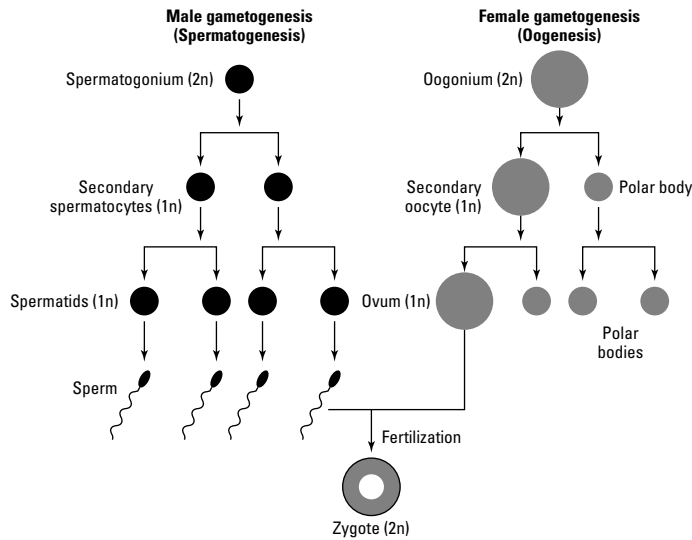 Male gametogenesis
(Spermatogenesis)
Female gametogenesis
(Oogenesis)
Spermatogonium (2n)
Oogonium (2n)
Secondary
spermatocytes (1n)
Secondary
oocyte (1n)
Polar body
Spermatids (1n)
Ovum (1n)
Polar
bodies
Sperm
Fertilization
Zygote (2n)